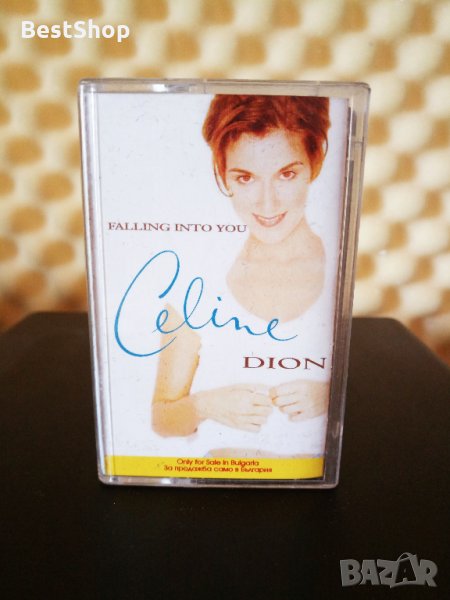 BestShop
FALLING INTO YOU
Celine
DION
Only for Sale in Bulgaria
За продажба само в България
BAZAR